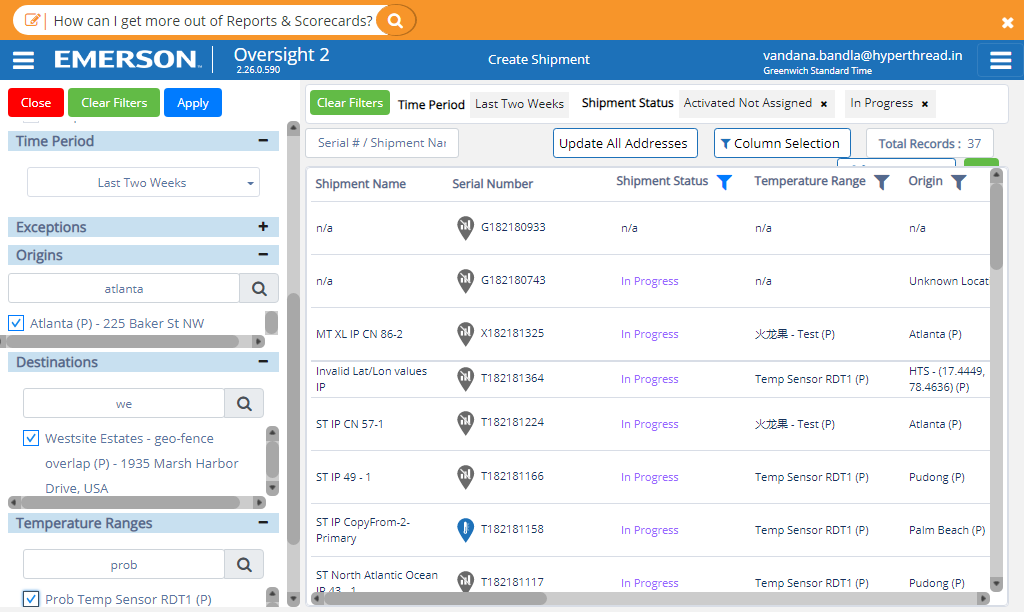 How can I get more out of Reports & Scorecards?
EMERSON
Oversight 2
2.26.0.590
Create Shipment
vandana.bandla@hyperthread.in
Greenwich Standard Time
Close
Clear Filters
Apply
Time Period
Last Two Weeks
Exceptions
Origins
atlanta
Atlanta (P) - 225 Baker St NW
Destinations
we
Westsite Estates - geo-fence
overlap (P) - 1935 Marsh Harbor
Drive, USA
Temperature Ranges
prob
Prob Temp Sensor RDT1 (P)
Clear Filters Time Period Last Two Weeks Shipment Status Activated Not Assigned × In Progress ×
Serial # / Shipment Nar Update All Addresses Column Selection Total Records : 37
Shipment Name Serial Number Shipment Status Temperature Range Origin
n/a G182180933 n/a n/a n/a
n/a G182180743 In Progress n/a Unknown Locat
MT XL IP CN 86-2 X182181325 In Progress 火龙果 - Test (P) Atlanta (P)
Invalid Lat/Lon values
IP
T182181364 In Progress Temp Sensor RDT1 (P)
HTS - (17.4449,
78.4636) (P)
ST IP CN 57-1 T182181224 In Progress 火龙果 - Test (P) Atlanta (P)
ST IP 49 - 1 T182181166 In Progress Temp Sensor RDT1 (P) Pudong (P)
ST IP CopyFrom-2-
Primary
T182181158 In Progress Temp Sensor RDT1 (P) Palm Beach (P)
ST North Atlantic Ocean
IP 43 - 1
T182181117 In Progress Temp Sensor RDT1 (P) Pudong (P)